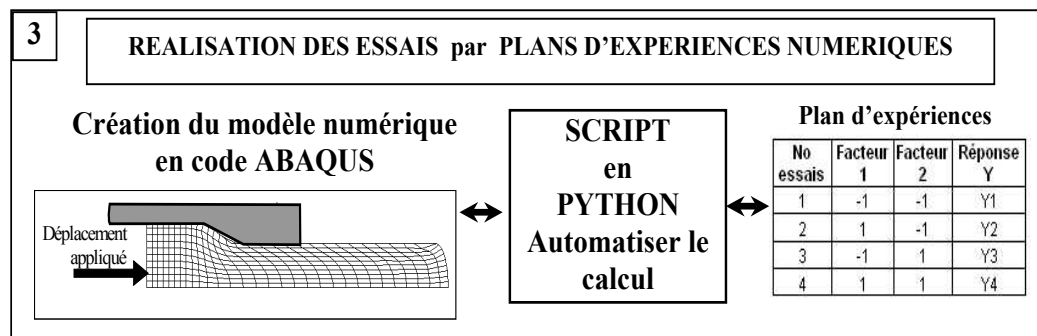 3
REALISATION DES ESSAIS par PLANS D'EXPERIENCES NUMERIQUES
Création du modèle numérique
en code ABAQUS
Déplacement
appliqué
SCRIPT
en
PYTHON
Automatiser le
calcul
Plan d'expériences
No essais Facteur 1 Facteur 2 Réponse Y
1 -1 -1 Y1
2 1 -1 Y2
3 -1 1 Y3
4 1 1 Y4